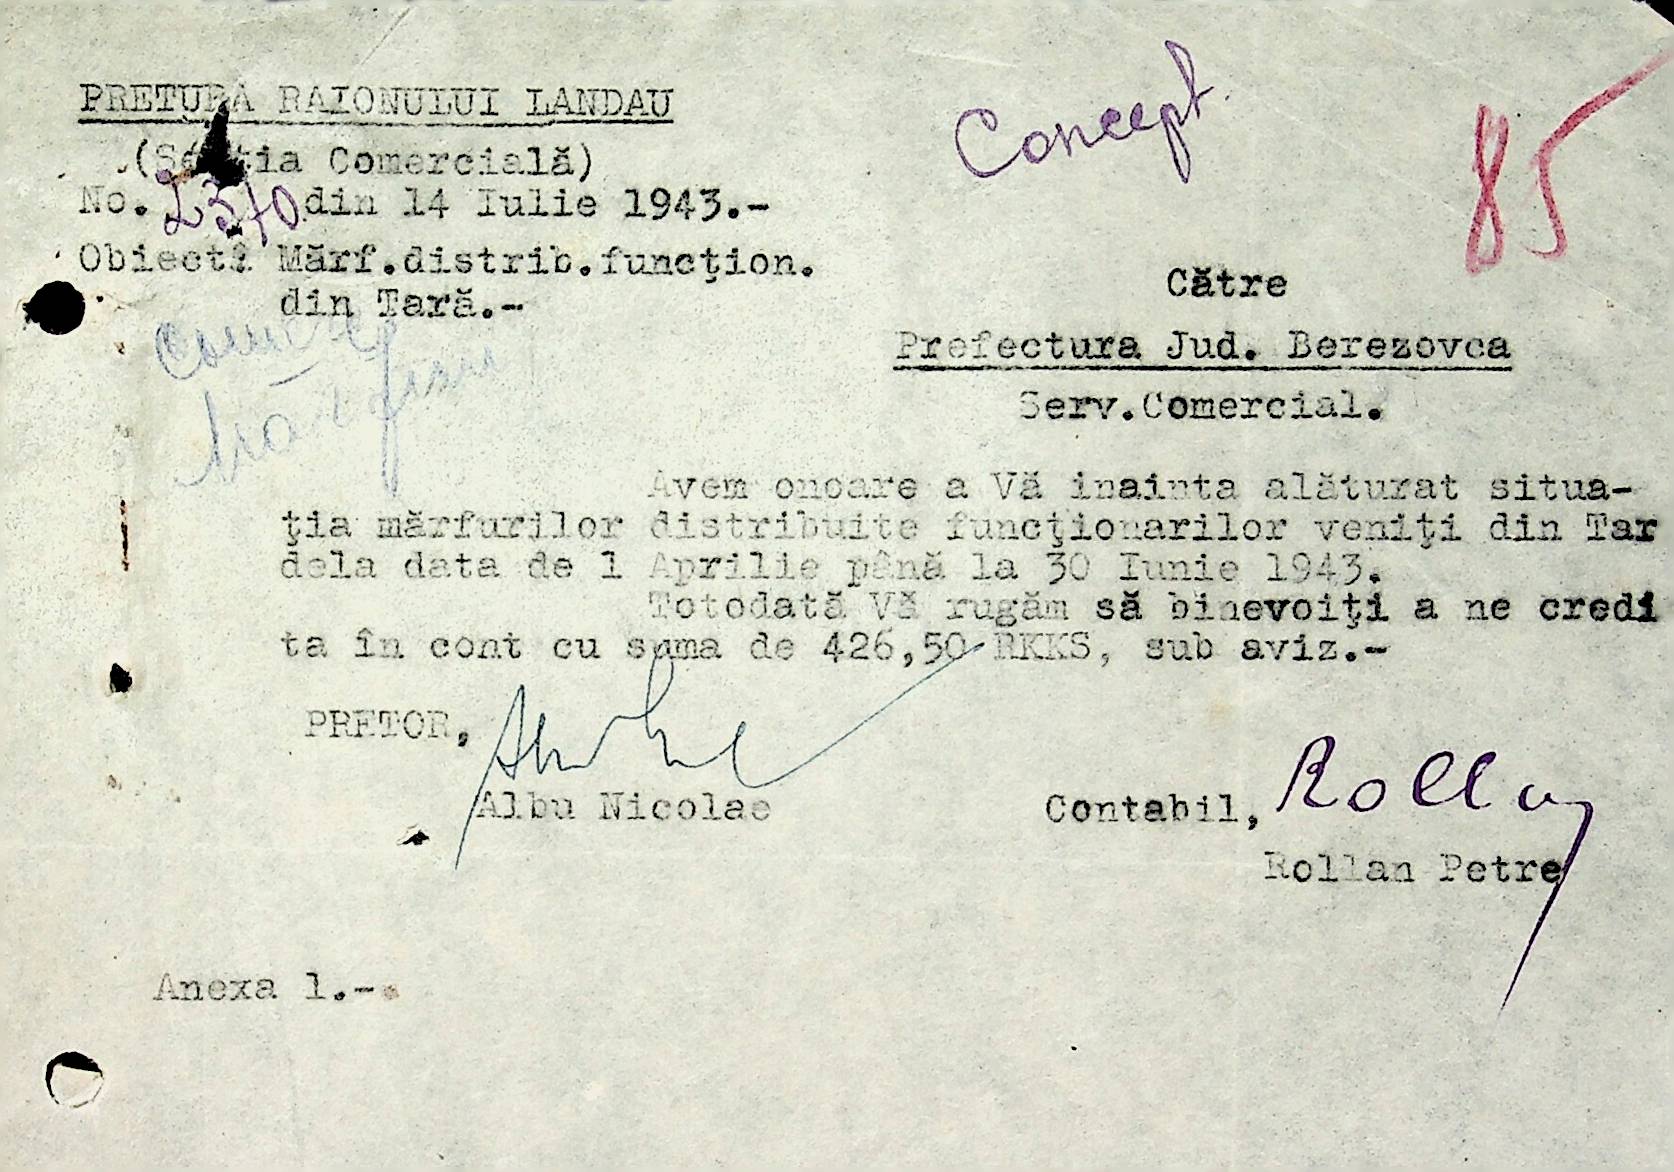 PRETURA RAIONULUI LANDAU
Concept
85
(Secția Comercială)
No. 2370 din 14 Iulie 1943.-
Obiect: Mărf.distrib.funcţion.
din Tară.-
Către
Prefectura Jud. Berezovca
Serv.Comercial.
Avem onoare a Vă inainta alăturat situa-
ţia mărfurilor distribuite funcţionarilor veniţi din Tar
dela data de 1 Aprilie până la 30 Iunie 1943.
Totodată Vă rugăm să binevoiţi a ne credi
ta în cont cu suma de 426,50 RKKS, sub aviz.-
PRETOR,
Albu Nicolae
Contabil, Rollan
Rollan Petre
Anexa 1.-